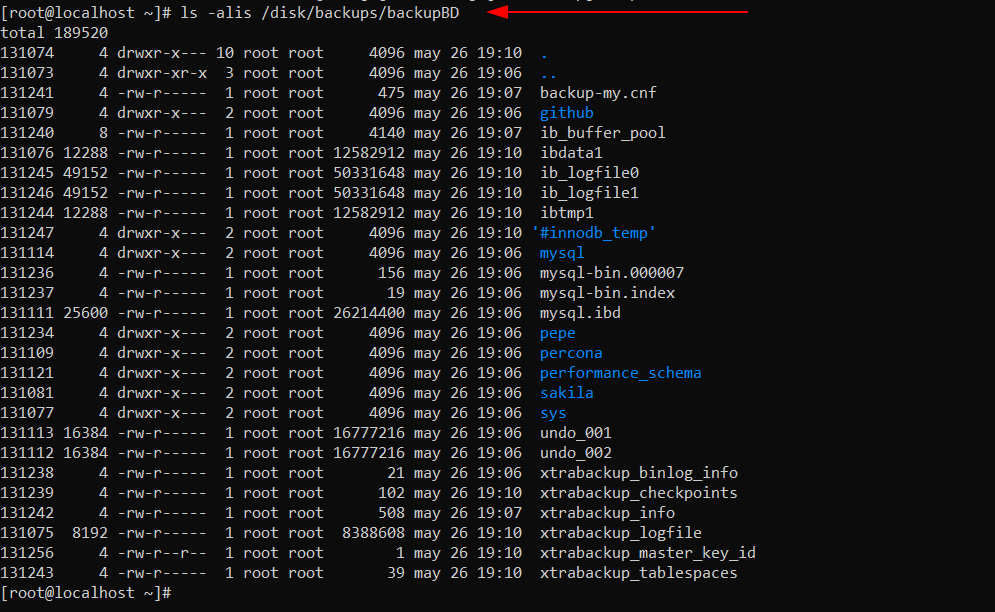 [root@localhost ~]# ls -alis /disk/backups/backupBD
total 189520
131074     4 drwxr-x--- 10 root root     4096 may 26 19:10  .
131073     4 drwxr-xr-x  3 root root     4096 may 26 19:06  ..
131241     4 -rw-r-----  1 root root      475 may 26 19:07  backup-my.cnf
131079     4 drwxr-x---  2 root root     4096 may 26 19:06  github
131240     8 -rw-r-----  1 root root     4140 may 26 19:07  ib_buffer_pool
131076 12288 -rw-r-----  1 root root 12582912 may 26 19:10  ibdata1
131245 49152 -rw-r-----  1 root root 50331648 may 26 19:10  ib_logfile0
131246 49152 -rw-r-----  1 root root 50331648 may 26 19:10  ib_logfile1
131244 12288 -rw-r-----  1 root root 12582912 may 26 19:10  ibtmp1
131247     4 drwxr-x---  2 root root     4096 may 26 19:10 '#innodb_temp'
131114     4 drwxr-x---  2 root root     4096 may 26 19:06  mysql
131236     4 -rw-r-----  1 root root      156 may 26 19:06  mysql-bin.000007
131237     4 -rw-r-----  1 root root       19 may 26 19:06  mysql-bin.index
131111 25600 -rw-r-----  1 root root 26214400 may 26 19:06  mysql.ibd
131234     4 drwxr-x---  2 root root     4096 may 26 19:06  pepe
131109     4 drwxr-x---  2 root root     4096 may 26 19:06  percona
131121     4 drwxr-x---  2 root root     4096 may 26 19:06  performance_schema
131081     4 drwxr-x---  2 root root     4096 may 26 19:06  sakila
131077     4 drwxr-x---  2 root root     4096 may 26 19:06  sys
131113 16384 -rw-r-----  1 root root 16777216 may 26 19:06  undo_001
131112 16384 -rw-r-----  1 root root 16777216 may 26 19:06  undo_002
131238     4 -rw-r-----  1 root root       21 may 26 19:06  xtrabackup_binlog_info
131239     4 -rw-r-----  1 root root      102 may 26 19:10  xtrabackup_checkpoints
131242     4 -rw-r-----  1 root root      508 may 26 19:07  xtrabackup_info
131075  8192 -rw-r-----  1 root root  8388608 may 26 19:10  xtrabackup_logfile
131256     4 -rw-r--r--  1 root root        1 may 26 19:10  xtrabackup_master_key_id
131243     4 -rw-r-----  1 root root       39 may 26 19:10  xtrabackup_tablespaces
[root@localhost ~]#